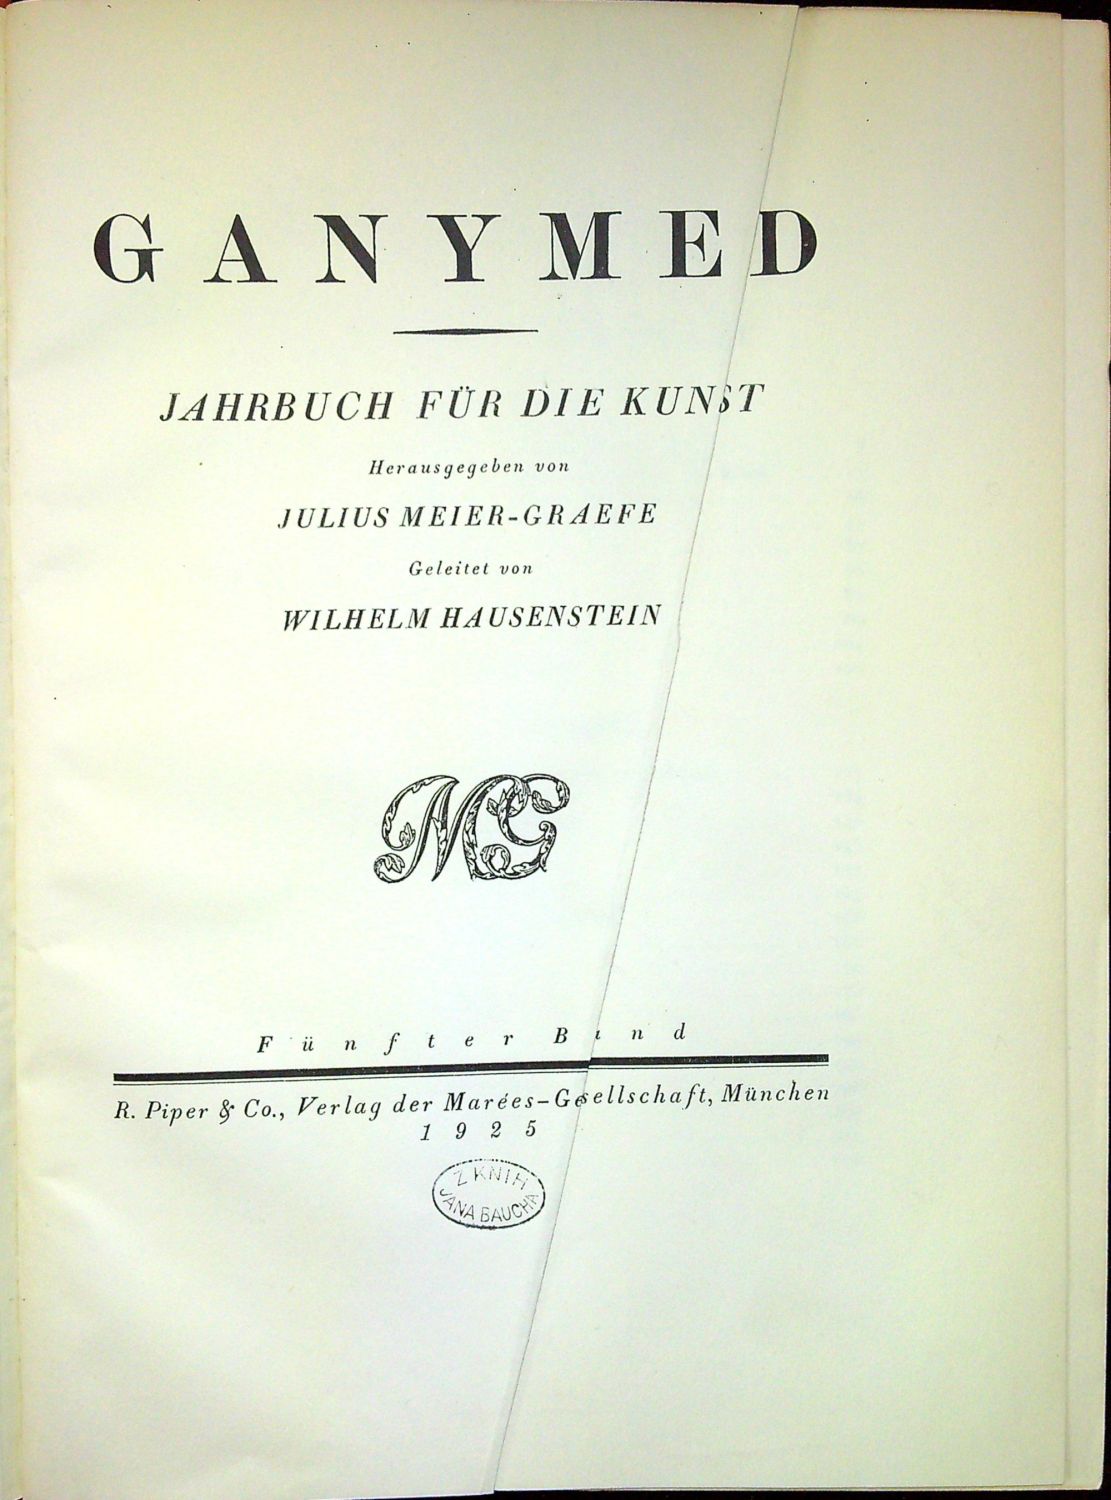 GANYMED
JAHRBUCH FÜR DIE KUNST
Herausgegeben von
JULIUS MEIER-GRAEFE
Geleitet von
WILHELM HAUSENSTEIN
MG
Fünfter Band
R. Piper & Co., Verlag der Marées-Gesellschaft, München
1925
Z KNIH
JANA BAUCHA